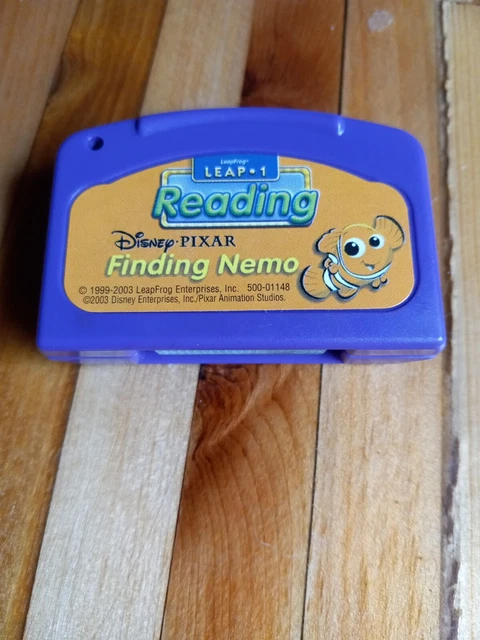 LeapFrog™
LEAP•1
Reading
Disney·PIXAR
Finding Nemo
© 1999-2003 LeapFrog Enterprises, Inc. 500-01148
©2003 Disney Enterprises, Inc./Pixar Animation Studios.